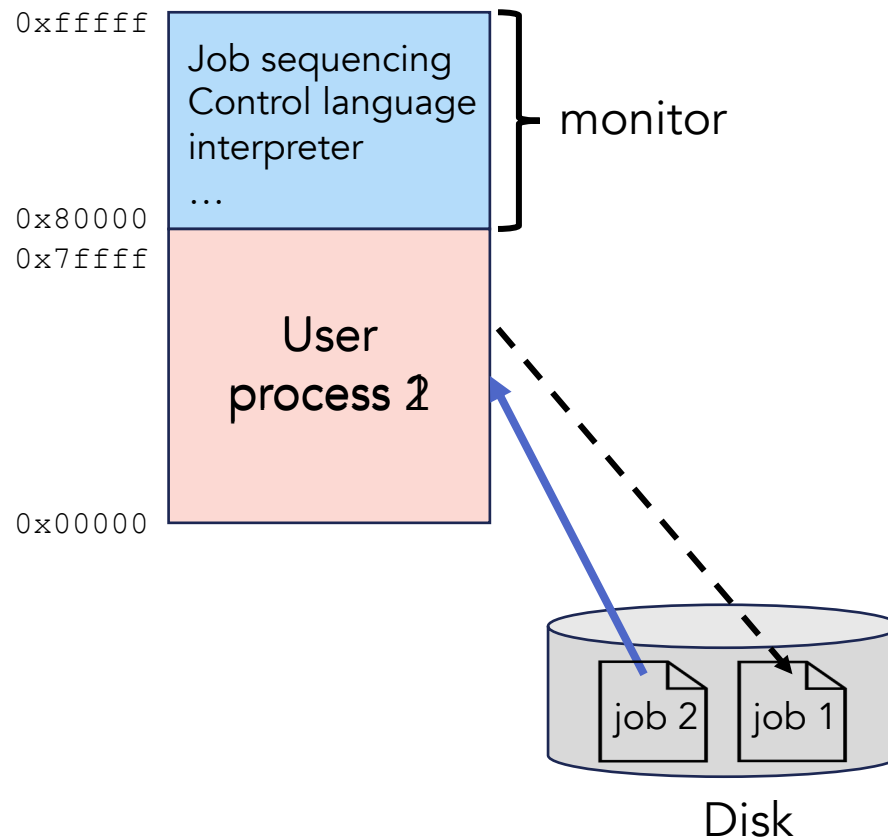 0xfffff
Job sequencing
Control language
interpreter
...
monitor
0x80000
0x7ffff
User
process
0x00000
job 2
job 1
Disk